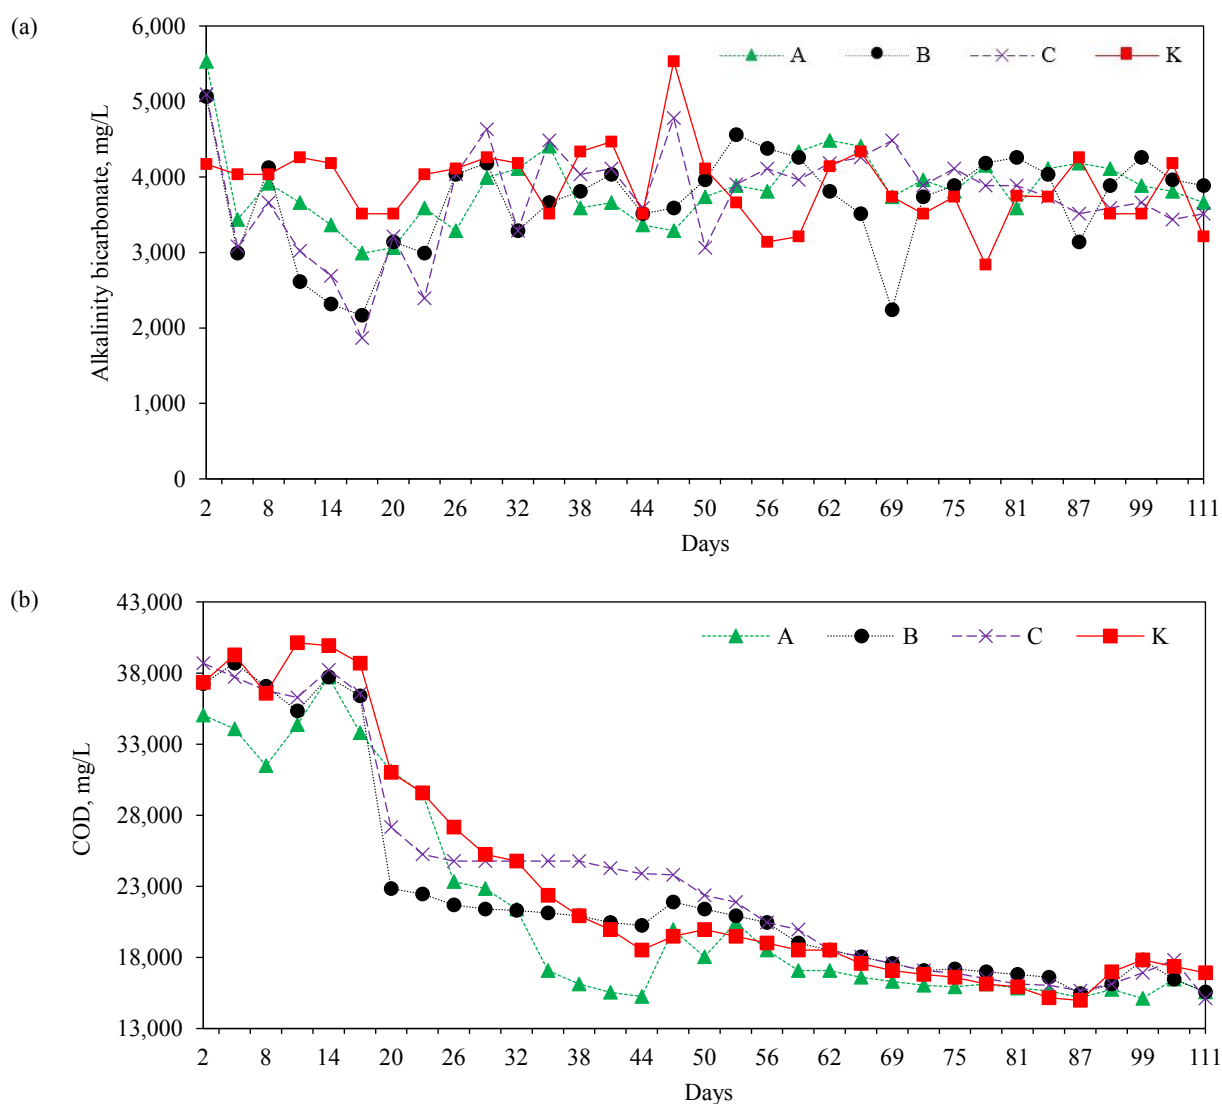 (a)
6,000
5,000
4,000
3,000
2,000
1,000
0
Alkalinity bicarbonate, mg/L
A B C K
2 8 14 20 26 32 38 44 50 56 62 69 75 81 87 99 111
Days
(b)
43,000
38,000
33,000
28,000
23,000
18,000
13,000
COD, mg/L
A B C K
2 8 14 20 26 32 38 44 50 56 62 69 75 81 87 99 111
Days